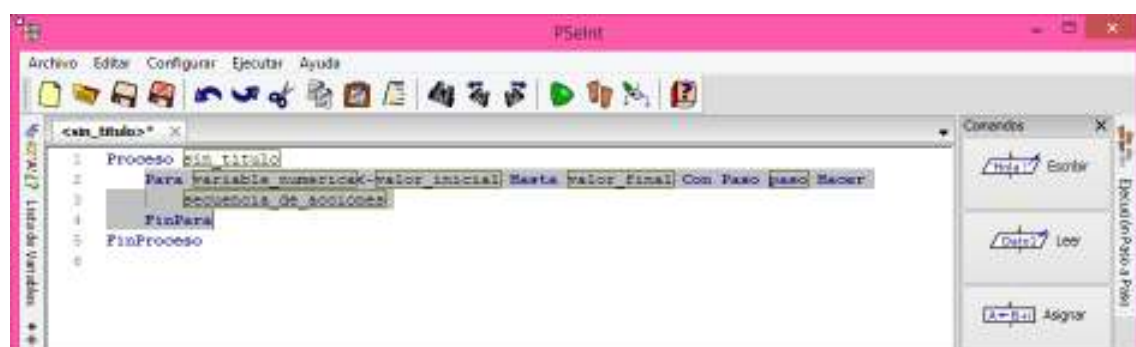 PSeInt
Archivo Editar Configurar Ejecutar Ayuda
<sin_titulo>*
1 Proceso sin_titulo
2 Para variable_numerica<-valor_inicial Hasta valor_final Con Paso paso Hacer
3 secuencia_de_acciones
4 FinPara
5 FinProceso
6
Lista de Variables
Comandos
Escribir
Leer
A←B+1 Asignar
Ejecución Paso a Paso